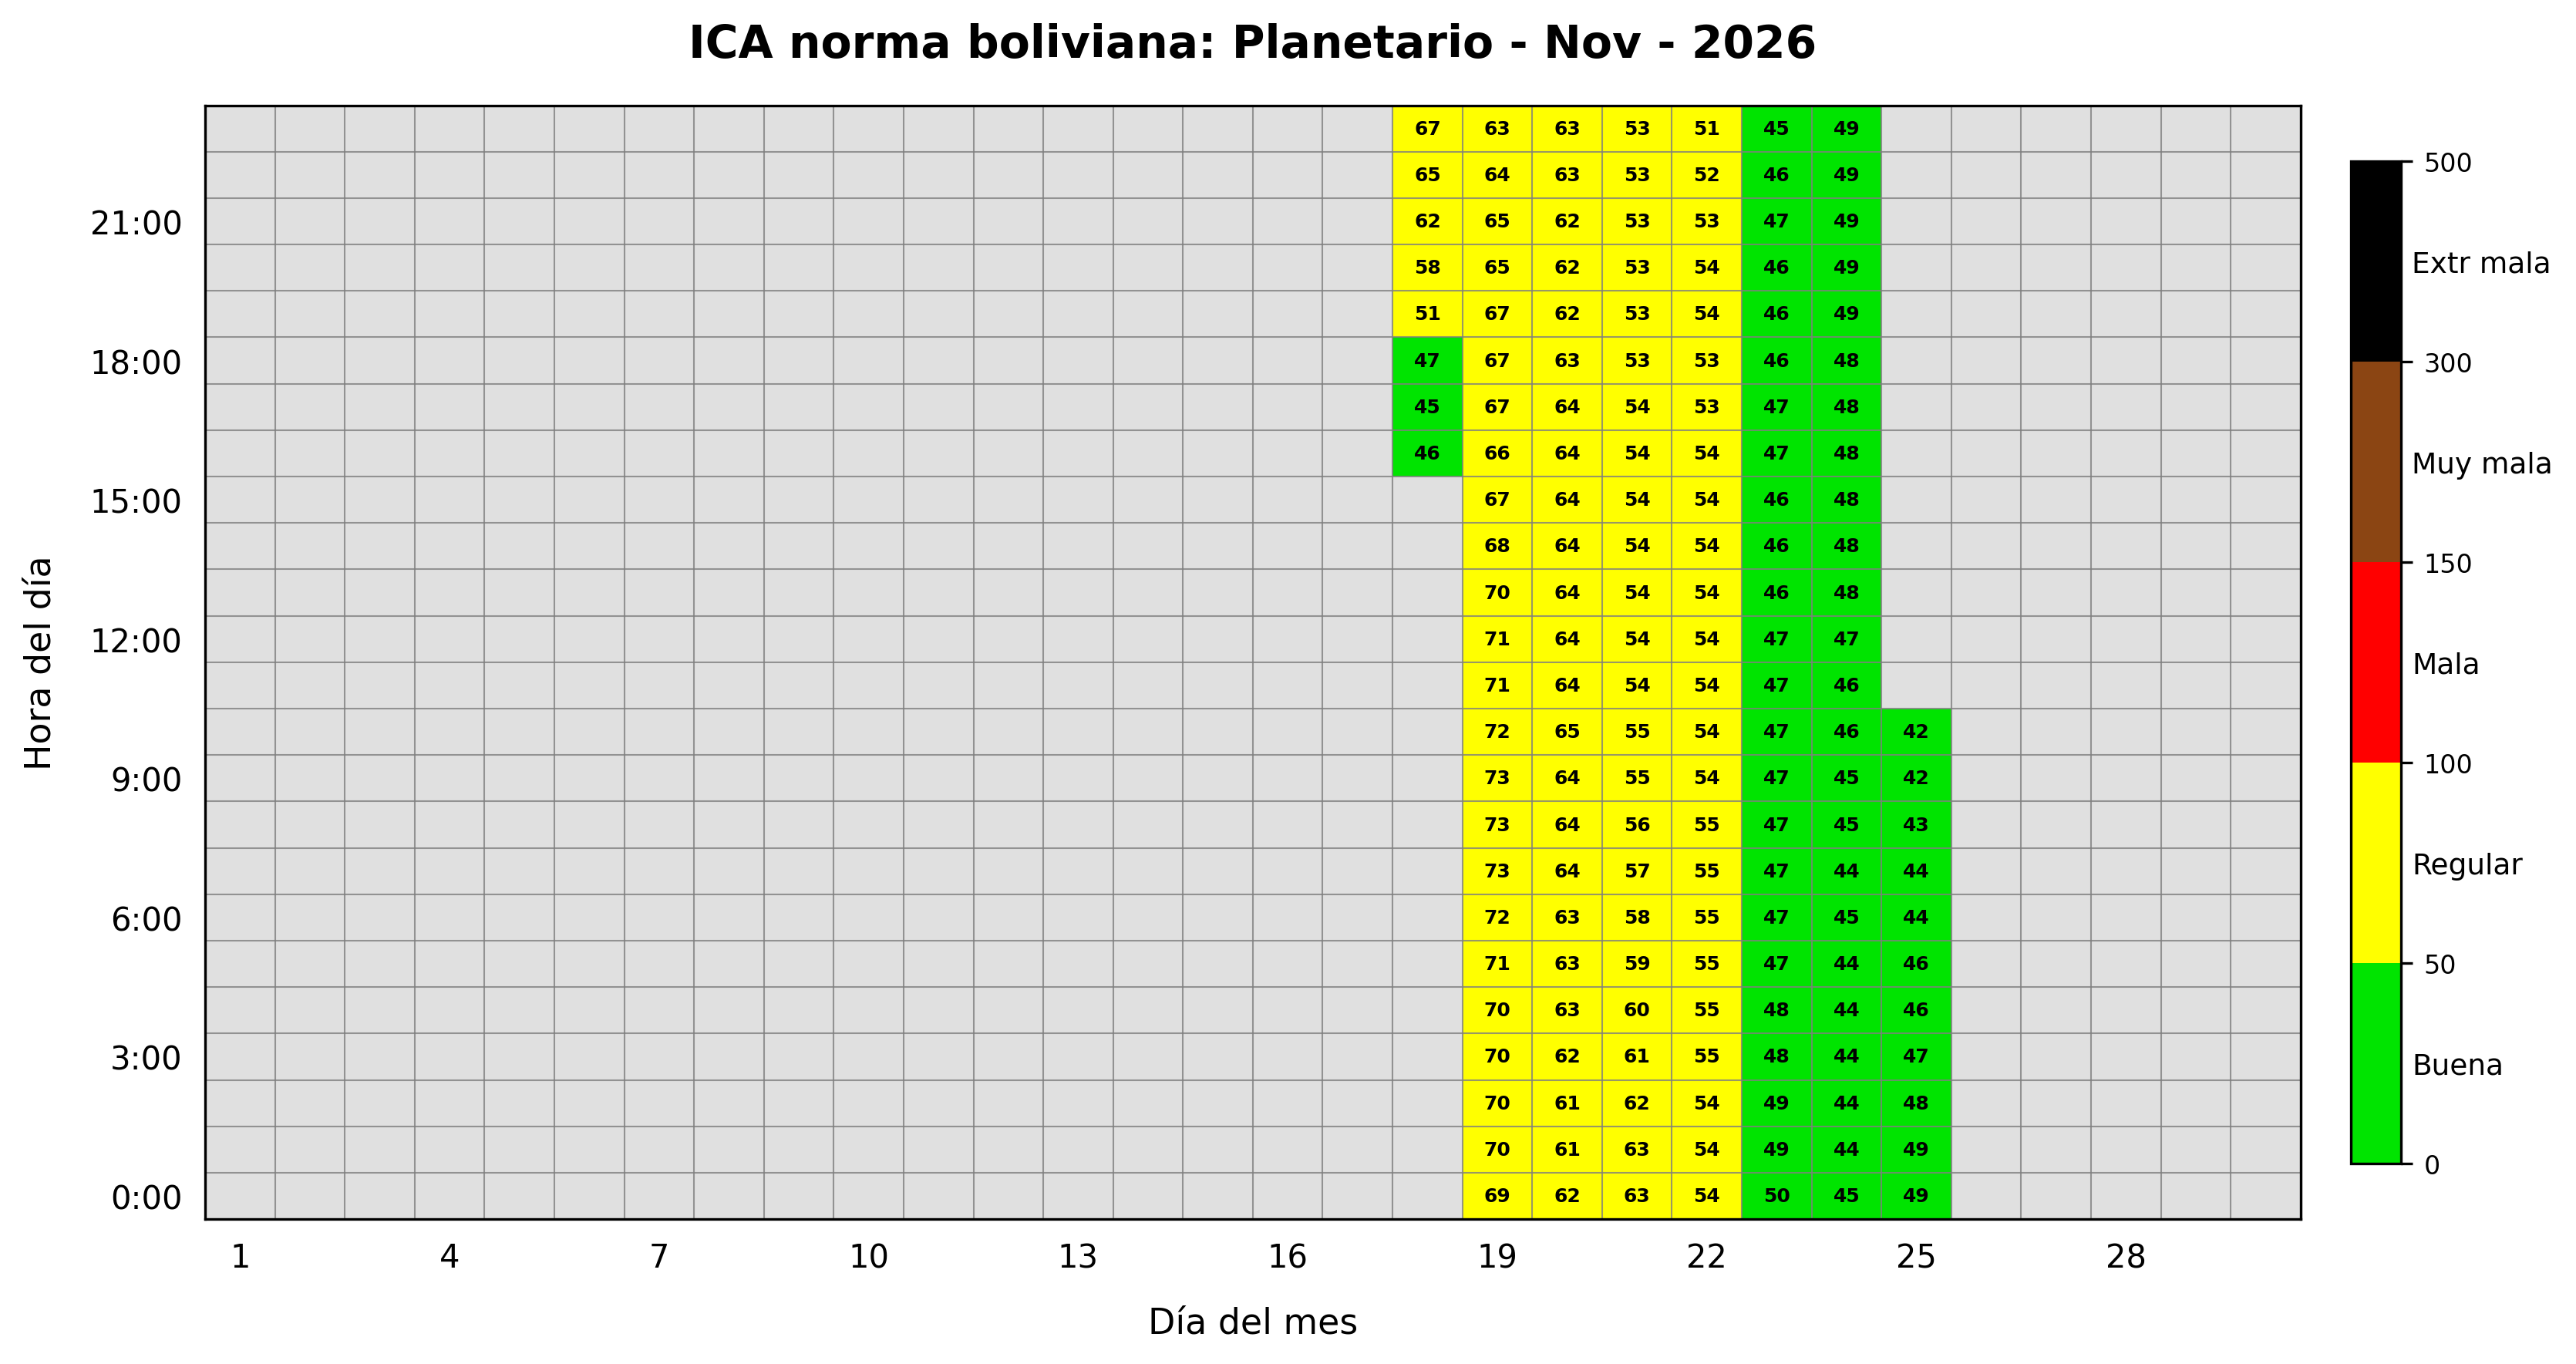 ICA norma boliviana: Planetario - Nov - 2026
67 63 63 53 51 45 49
65 64 63 53 52 46 49
21:00 62 65 62 53 53 47 49
58 65 62 53 54 46 49
51 67 62 53 54 46 49
18:00 47 67 63 53 53 46 48
45 67 64 54 53 47 48
46 66 64 54 54 47 48
15:00 67 64 54 54 46 48
68 64 54 54 46 48
70 64 54 54 46 48
12:00 71 64 54 54 47 47
71 64 54 54 47 46
72 65 55 54 47 46 42
9:00 73 64 55 54 47 45 42
73 64 56 55 47 45 43
73 64 57 55 47 44 44
6:00 72 63 58 55 47 45 44
71 63 59 55 47 44 46
70 63 60 55 48 44 46
3:00 70 62 61 55 48 44 47
70 61 62 54 49 44 48
70 61 63 54 49 44 49
0:00 69 62 63 54 50 45 49
1 4 7 10 13 16 19 22 25 28
Hora del día
Día del mes
500
Extr mala
300
Muy mala
150
Mala
100
Regular
50
Buena
0